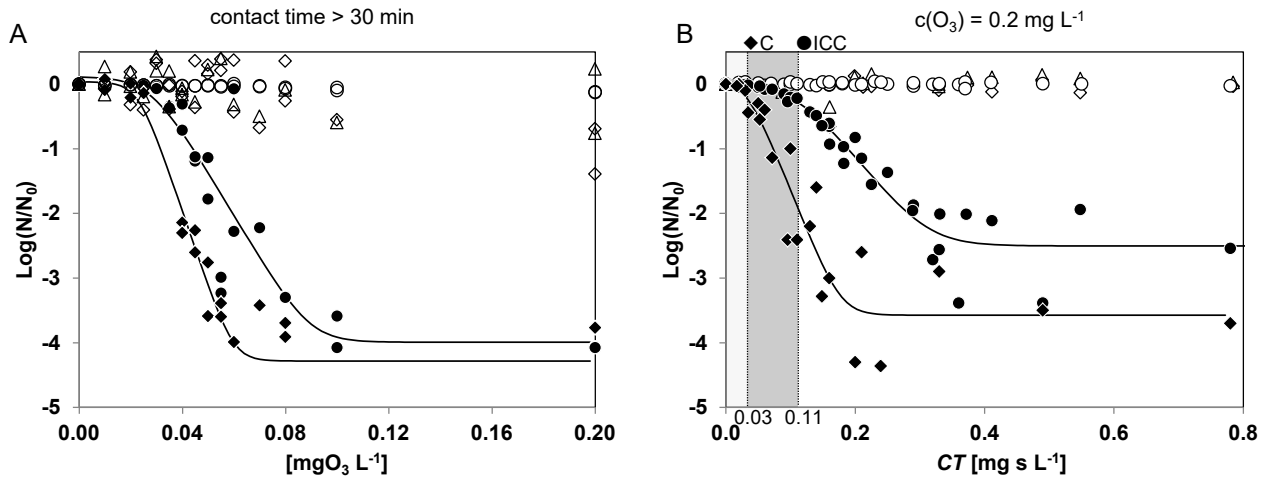 contact time > 30 min
A
0
-1
-2
-3
-4
-5
Log(N/N₀)
0.00 0.04 0.08 0.12 0.16 0.20
[mgO₃ L⁻¹]
c(O₃) = 0.2 mg L⁻¹
B
C ICC
0
-1
-2
-3
-4
-5
Log(N/N₀)
0.03 0.11
0.0 0.2 0.4 0.6 0.8
CT [mg s L⁻¹]